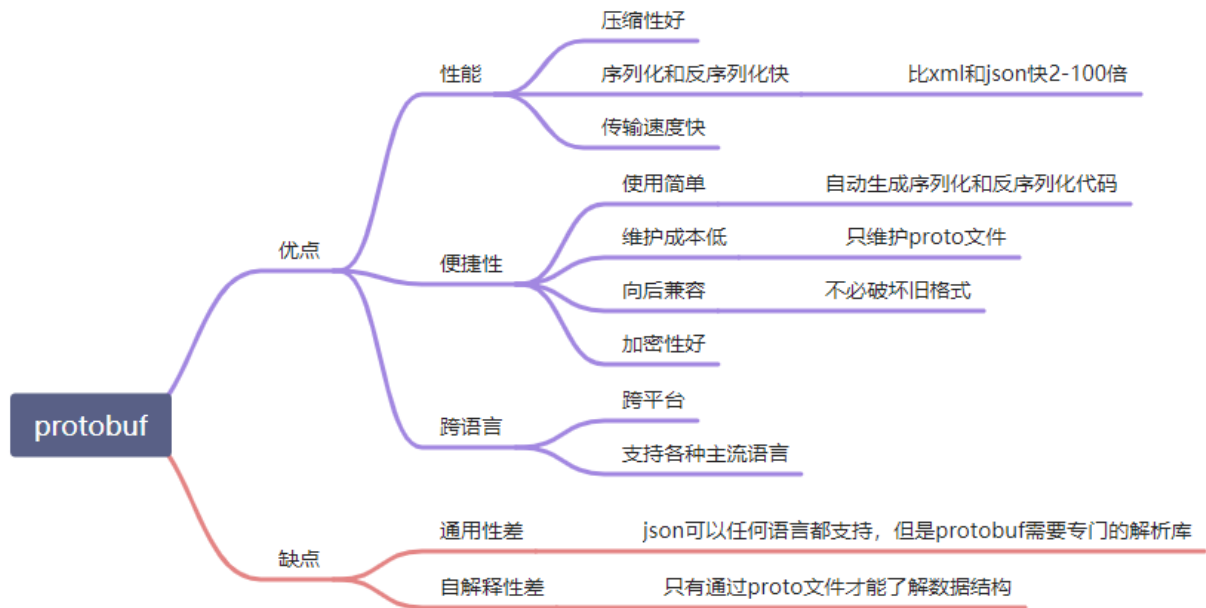 protobuf
优点
性能
压缩性好
序列化和反序列化快
比xml和json快2-100倍
传输速度快
便捷性
使用简单
自动生成序列化和反序列化代码
维护成本低
只维护proto文件
向后兼容
不必破坏旧格式
加密性好
跨语言
跨平台
支持各种主流语言
缺点
通用性差
json可以任何语言都支持，但是protobuf需要专门的解析库
自解释性差
只有通过proto文件才能了解数据结构